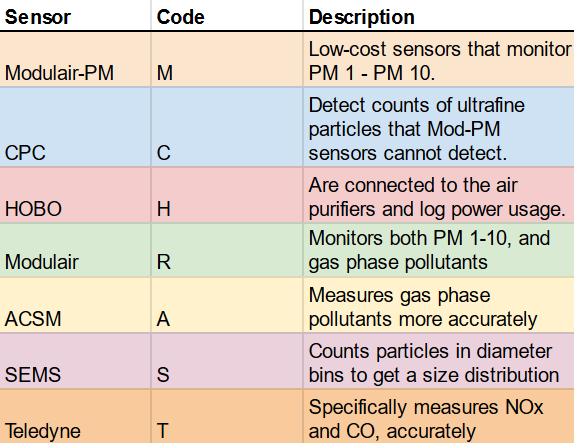 Sensor Code Description
Low-cost sensors that monitor
Modulair-PM M PM 1 - PM 10.
Detect counts of ultrafine
particles that Mod-PM
CPC C sensors cannot detect.
Are connected to the air
HOBO H purifiers and log power usage.
Monitors both PM 1-10, and
Modulair R gas phase pollutants
Measures gas phase
ACSM A pollutants more accurately
Counts particles in diameter
SEMS S bins to get a size distribution
Specifically measures NOx
Teledyne T and CO, accurately